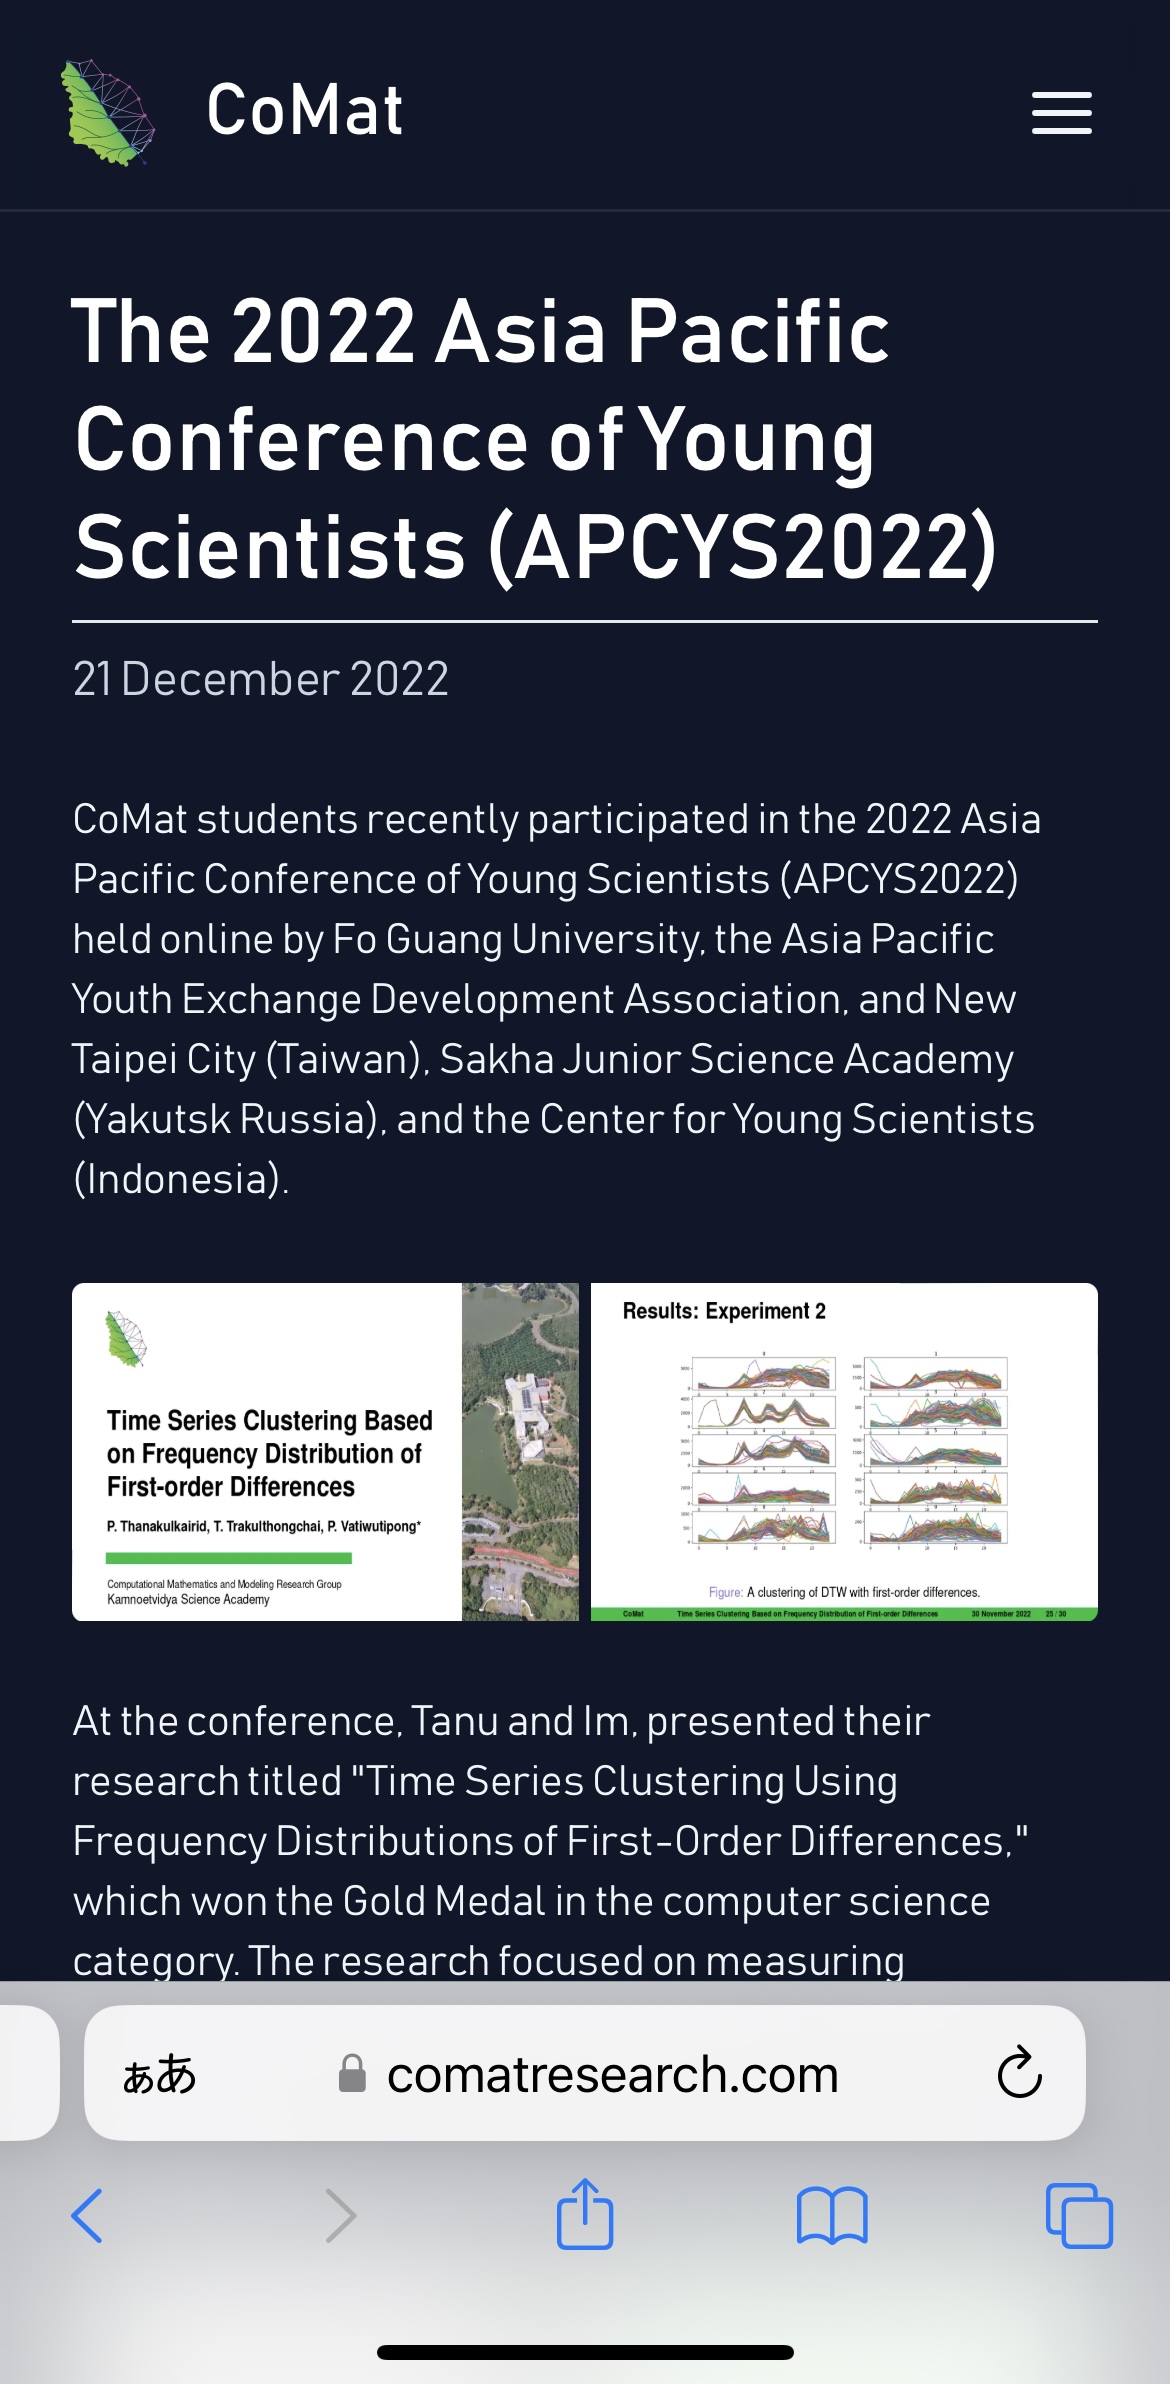 CoMat
The 2022 Asia Pacific
Conference of Young
Scientists (APCYS2022)
21 December 2022
CoMat students recently participated in the 2022 Asia
Pacific Conference of Young Scientists (APCYS2022)
held online by Fo Guang University, the Asia Pacific
Youth Exchange Development Association, and New
Taipei City (Taiwan), Sakha Junior Science Academy
(Yakutsk Russia), and the Center for Young Scientists
(Indonesia).
Time Series Clustering Based
on Frequency Distribution of
First-order Differences
P. Thanakulkairid, T. Trakulthongchai, P. Vatiwutipong*
Computational Mathematics and Modeling Research Group
Kamnoetvidya Science Academy
Results: Experiment 2
Figure: A clustering of DTW with first-order differences.
CoMat Time Series Clustering Based on Frequency Distribution of First-order Differences 30 November 2022 25 / 30
At the conference, Tanu and Im, presented their
research titled "Time Series Clustering Using
Frequency Distributions of First-Order Differences,"
which won the Gold Medal in the computer science
category. The research focused on measuring
ぁあ comatresearch.com